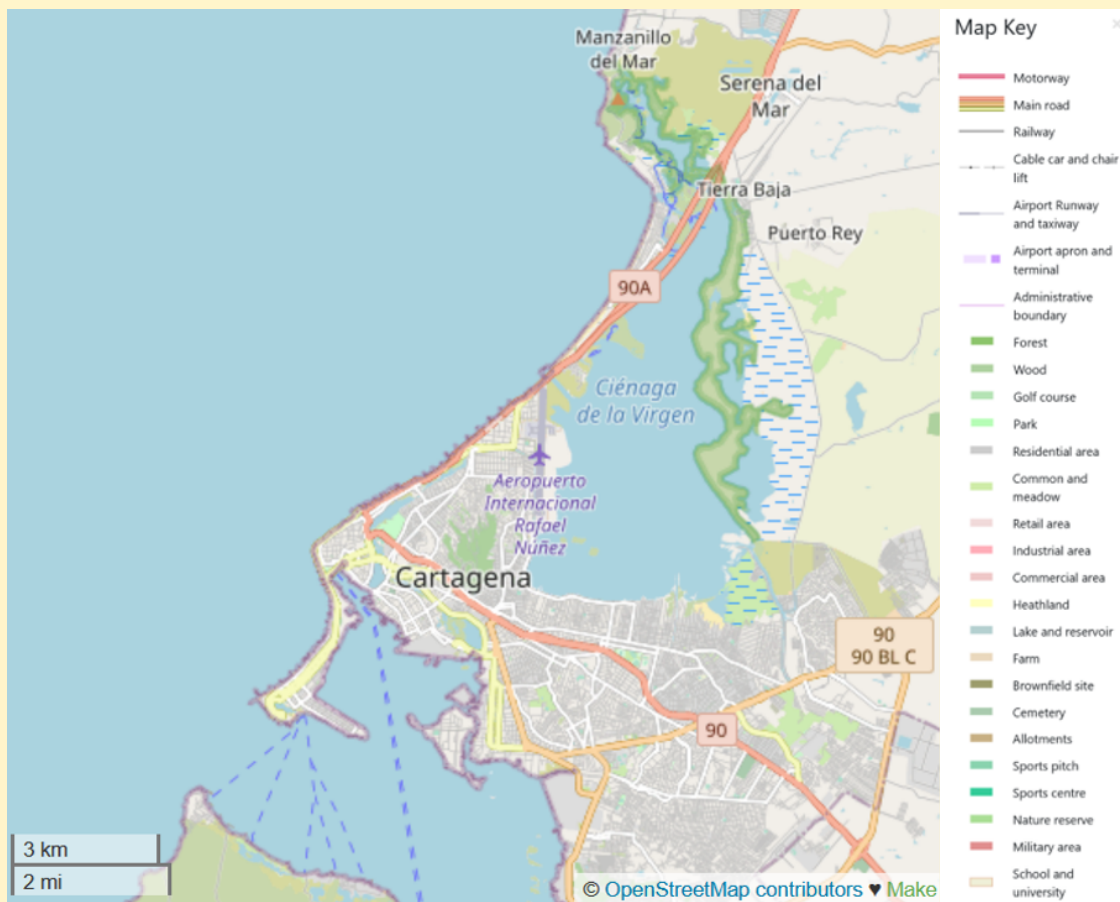 Manzanillo
del Mar
Serena del
Mar
Tierra Baja
Puerto Rey
90A
Ciénaga
de la Virgen
Aeropuerto
Internacional
Rafael
Núñez
Cartagena
90
90 BL C
90
3 km
2 mi
© OpenStreetMap contributors ♥ Make
Map Key
×
Motorway
Main road
Railway
Cable car and chair
lift
Airport Runway
and taxiway
Airport apron and
terminal
Administrative
boundary
Forest
Wood
Golf course
Park
Residential area
Common and
meadow
Retail area
Industrial area
Commercial area
Heathland
Lake and reservoir
Farm
Brownfield site
Cemetery
Allotments
Sports pitch
Sports centre
Nature reserve
Military area
School and
university